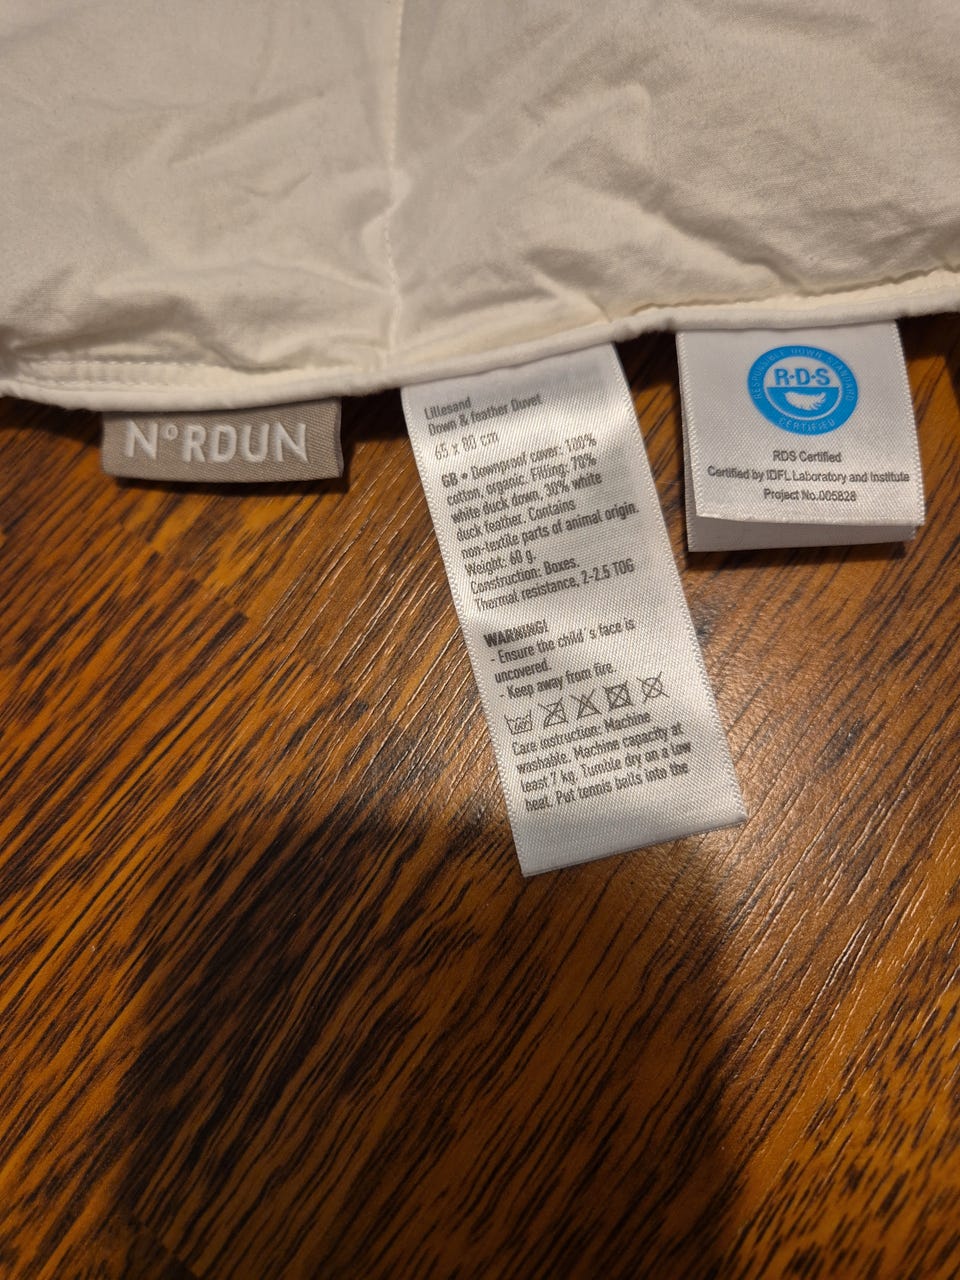 N°RDUN
Lillesand
Down & feather Duvet
65 x 80 cm
GB • Downproof cover: 100%
cotton, organic. Filling: 70%
white duck down, 30% white
duck feather. Contains
non-textile parts of animal origin.
Weight: 60 g.
Construction: Boxes.
Thermal resistance, 2-2.5 TOG
WARNING!
- Ensure the child´s face is
uncovered.
- Keep away from fire.
Care instruction: Machine
washable. Machine capacity at
least 7 kg. Tumble dry on a low
heat. Put tennis balls into the
RESPONSIBLE DOWN STANDARD
R·D·S
CERTIFIED
RDS Certified
Certified by IDFL Laboratory and Institute
Project No.005828